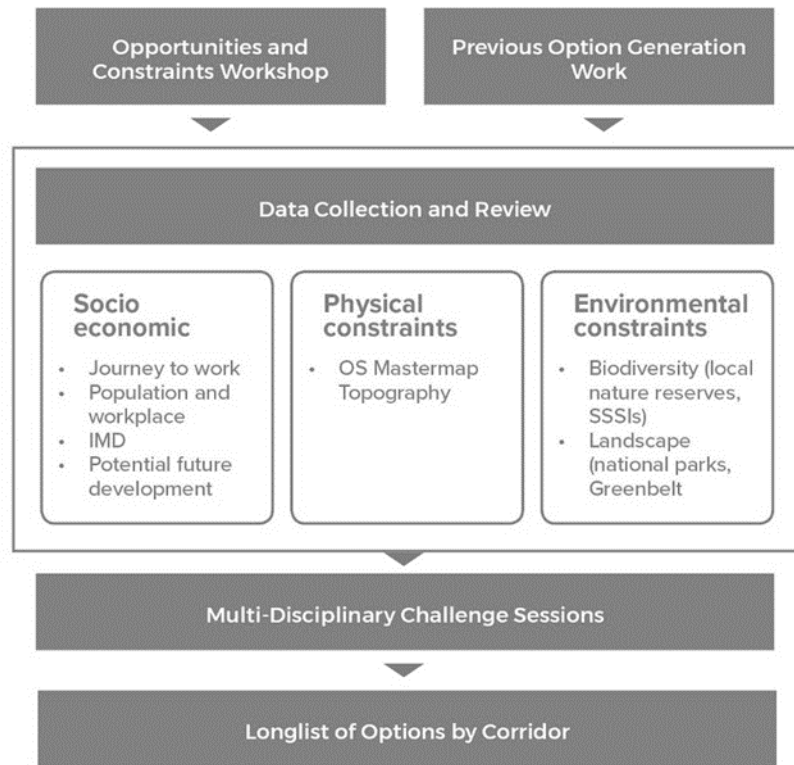 Opportunities and
Constraints Workshop
Previous Option Generation
Work
Data Collection and Review
Socio
economic
• Journey to work
• Population and
workplace
• IMD
• Potential future
development
Physical
constraints
• OS Mastermap
Topography
Environmental
constraints
• Biodiversity (local
nature reserves,
SSSIs)
• Landscape
(national parks,
Greenbelt
Multi-Disciplinary Challenge Sessions
Longlist of Options by Corridor